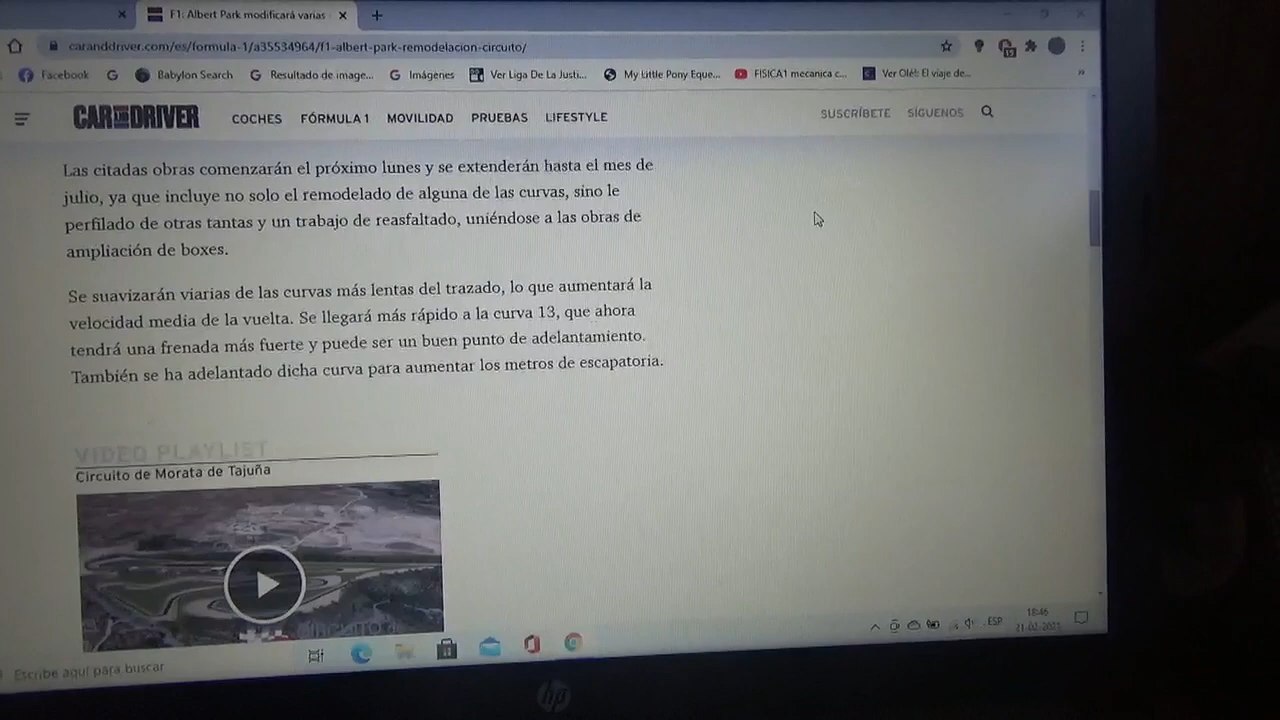 F1: Albert Park modificará varias
caranddriver.com/es/formula-1/a35534964/f1-albert-park-remodelacion-circuito/
Facebook
Babylon Search
Resultado de image...
Imágenes
Ver Liga De La Justi...
My Little Pony Eque...
FISICA1 mecanica c...
Ver Olé!: El viaje de...
CAR AND DRIVER
COCHES
FÓRMULA 1
MOVILIDAD
PRUEBAS
LIFESTYLE
SUSCRÍBETE
SÍGUENOS
Las citadas obras comenzarán el próximo lunes y se extenderán hasta el mes de
julio, ya que incluye no solo el remodelado de alguna de las curvas, sino le
perfilado de otras tantas y un trabajo de reasfaltado, uniéndose a las obras de
ampliación de boxes.
Se suavizarán viarias de las curvas más lentas del trazado, lo que aumentará la
velocidad media de la vuelta. Se llegará más rápido a la curva 13, que ahora
tendrá una frenada más fuerte y puede ser un buen punto de adelantamiento.
También se ha adelantado dicha curva para aumentar los metros de escapatoria.
VIDEO PLAYLIST
Circuito de Morata de Tajuña
Escribe aquí para buscar
ESP
18:46
21-02-2021
hp